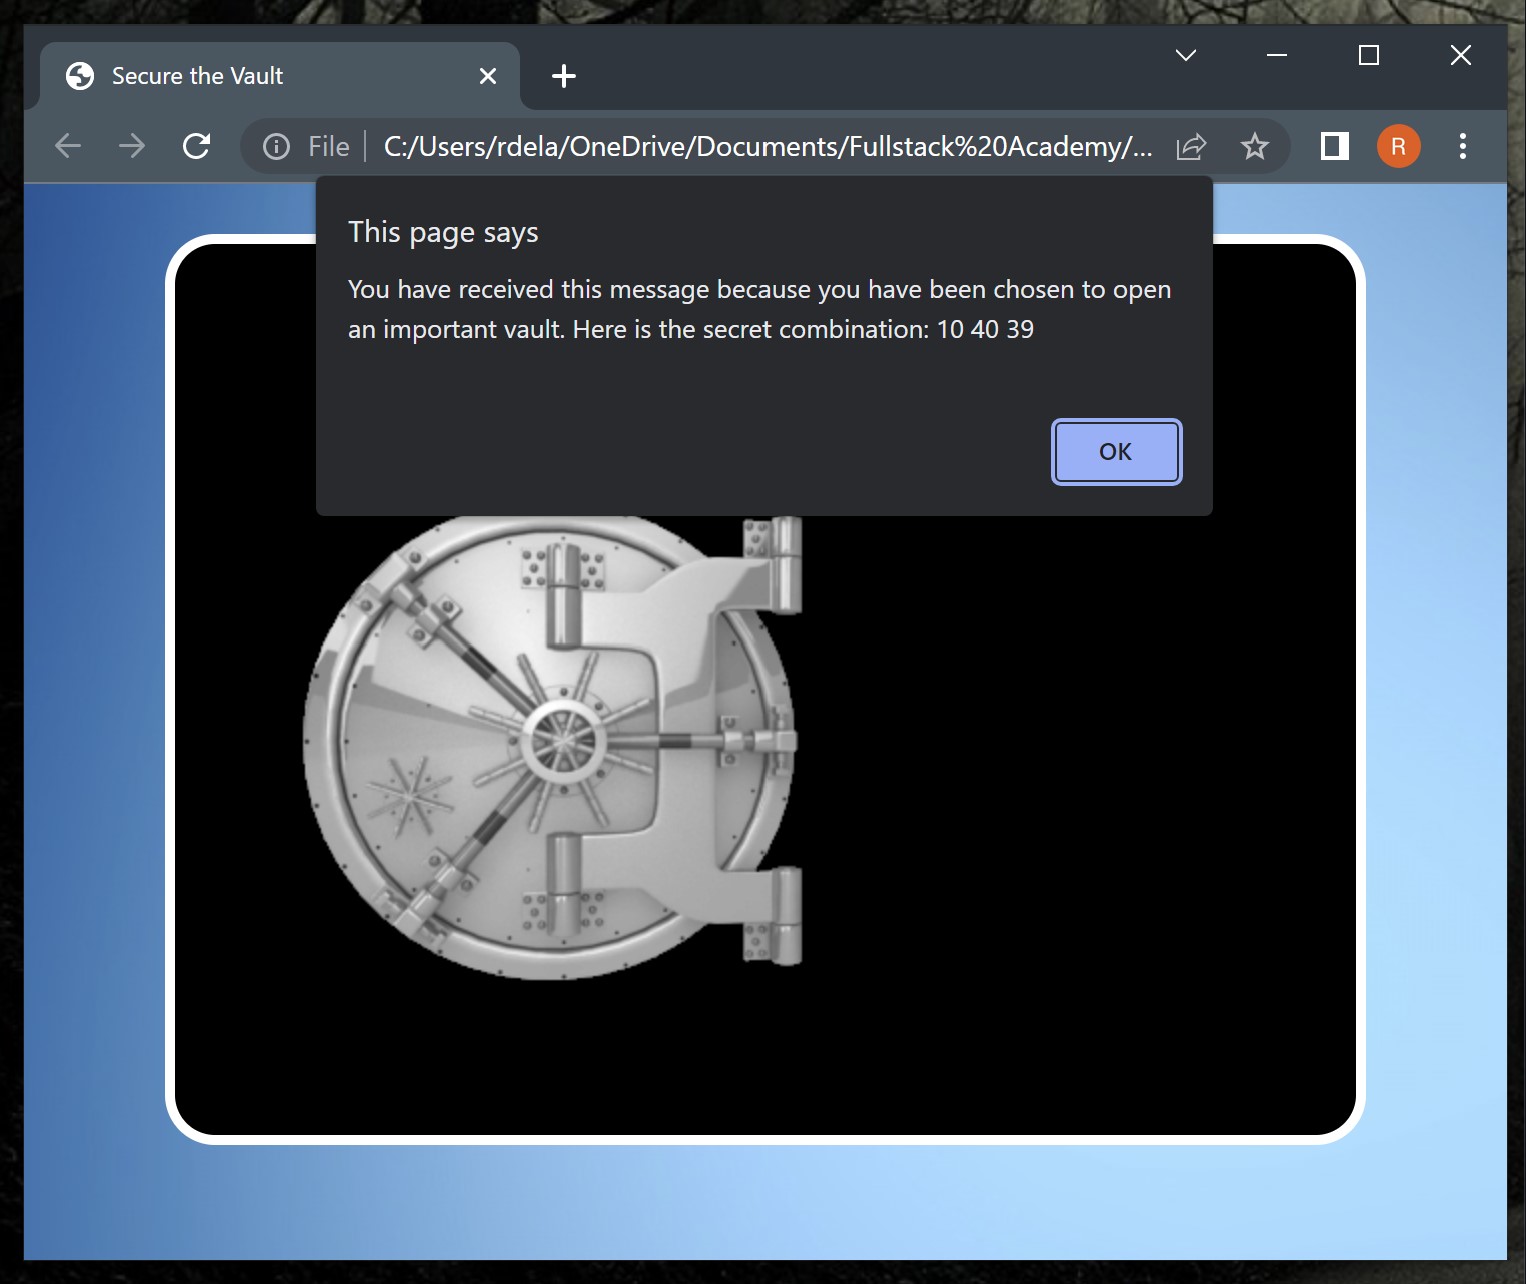 Secure the Vault
File
C:/Users/rdela/OneDrive/Documents/Fullstack%20Academy/...
R
This page says
You have received this message because you have been chosen to open
an important vault. Here is the secret combination: 10 40 39
OK